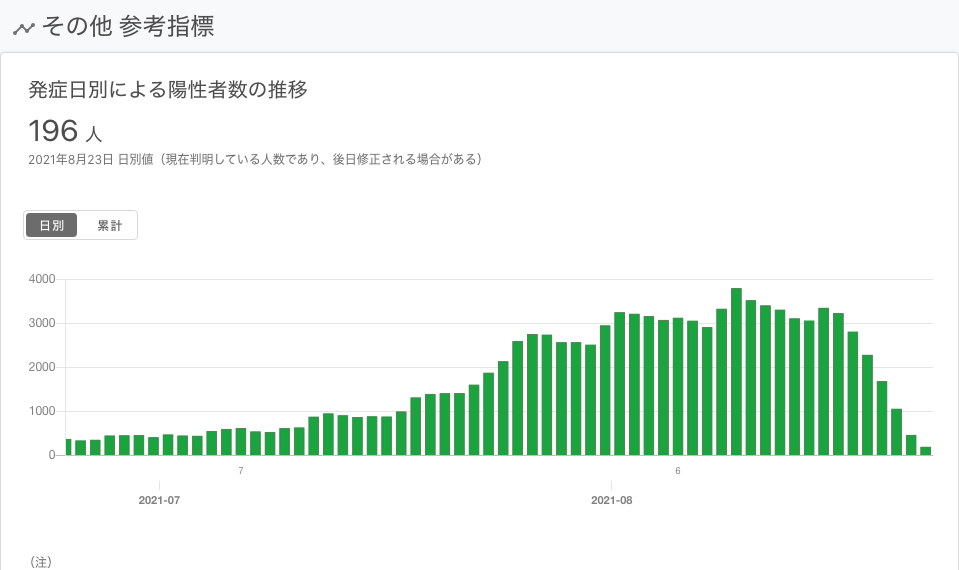 その他 参考指標
発症日別による陽性者数の推移
196 人
2021年8月23日 日別値（現在判明している人数であり、後日修正される場合がある）
日別 累計
4000
3000
2000
1000
0
7 6
2021-07 2021-08
（注）